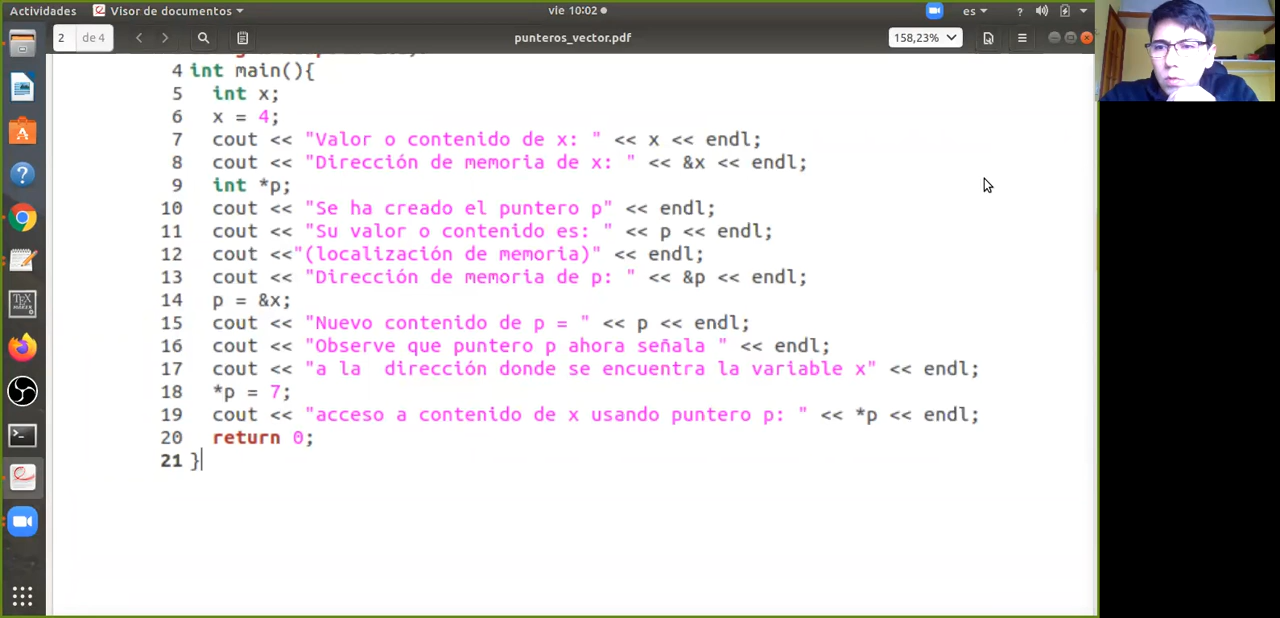 Actividades Visor de documentos vie 10:02 es ?
2 de 4 punteros_vector.pdf 158,23%
4 int main(){
5 int x;
6 x = 4;
7 cout << "Valor o contenido de x: " << x << endl;
8 cout << "Dirección de memoria de x: " << &x << endl;
9 int *p;
10 cout << "Se ha creado el puntero p" << endl;
11 cout << "Su valor o contenido es: " << p << endl;
12 cout <<"(localización de memoria)" << endl;
13 cout << "Dirección de memoria de p: " << &p << endl;
14 p = &x;
15 cout << "Nuevo contenido de p = " << p << endl;
16 cout << "Observe que puntero p ahora señala " << endl;
17 cout << "a la  dirección donde se encuentra la variable x" << endl;
18 *p = 7;
19 cout << "acceso a contenido de x usando puntero p: " << *p << endl;
20 return 0;
21 }